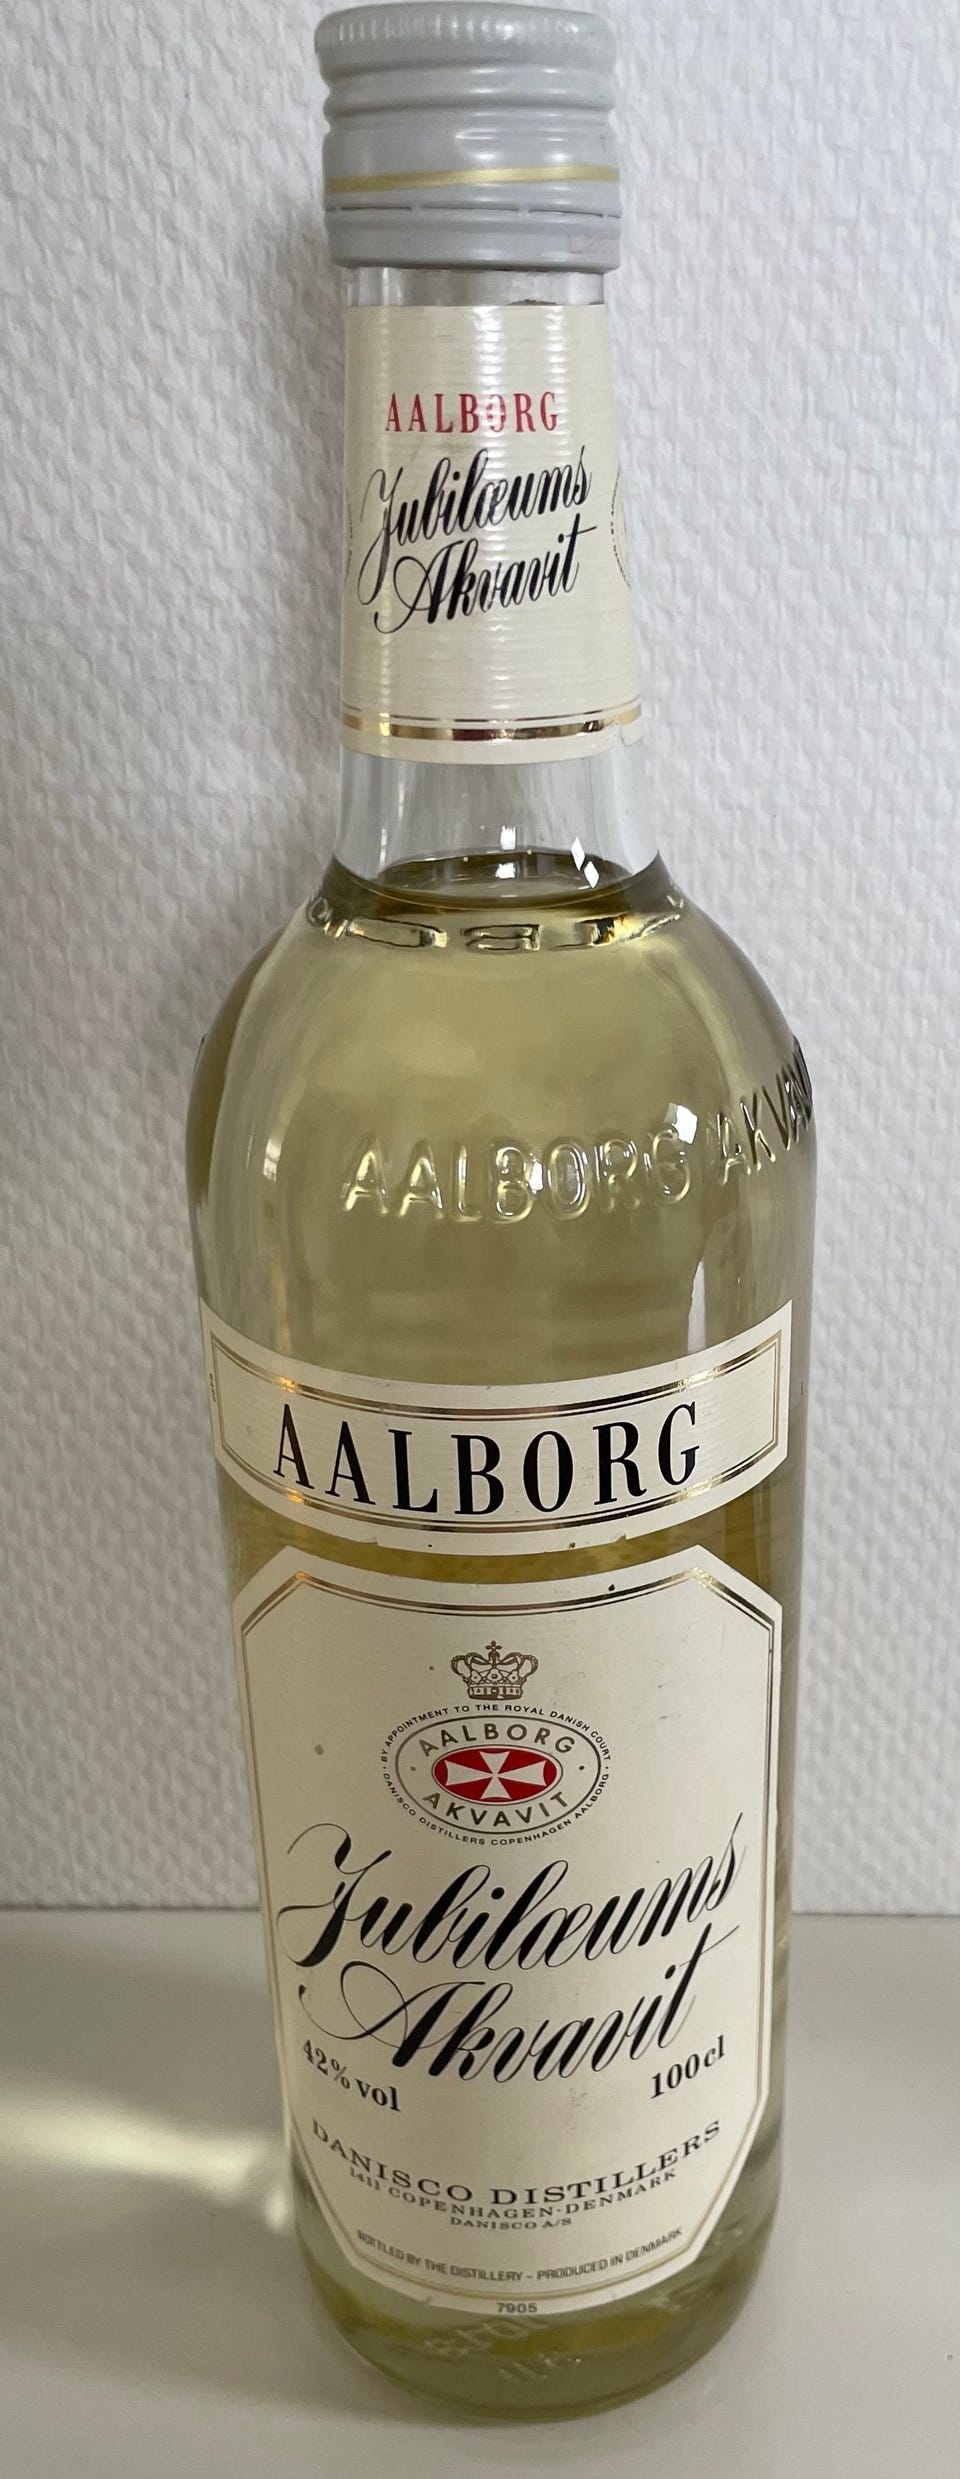 AALBORG
Jubilæums
Akvavit
AALBORG AKVAVIT
AALBORG
BY APPOINTMENT TO THE ROYAL DANISH COURT
AALBORG
AKVAVIT
DANISCO DISTILLERS COPENHAGEN AALBORG
Jubilæums
Akvavit
42% vol
100cl
DANISCO DISTILLERS
1411 COPENHAGEN·DENMARK
DANISCO A/S
BOTTLED BY THE DISTILLERY – PRODUCED IN DENMARK
7905